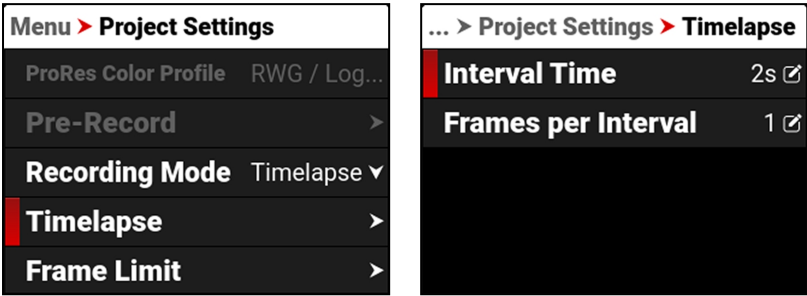 Menu ➤ Project Settings
ProRes Color Profile RWG / Log...
Pre-Record
Recording Mode Timelapse
Timelapse
Frame Limit
... ➤ Project Settings ➤ Timelapse
Interval Time 2s
Frames per Interval 1